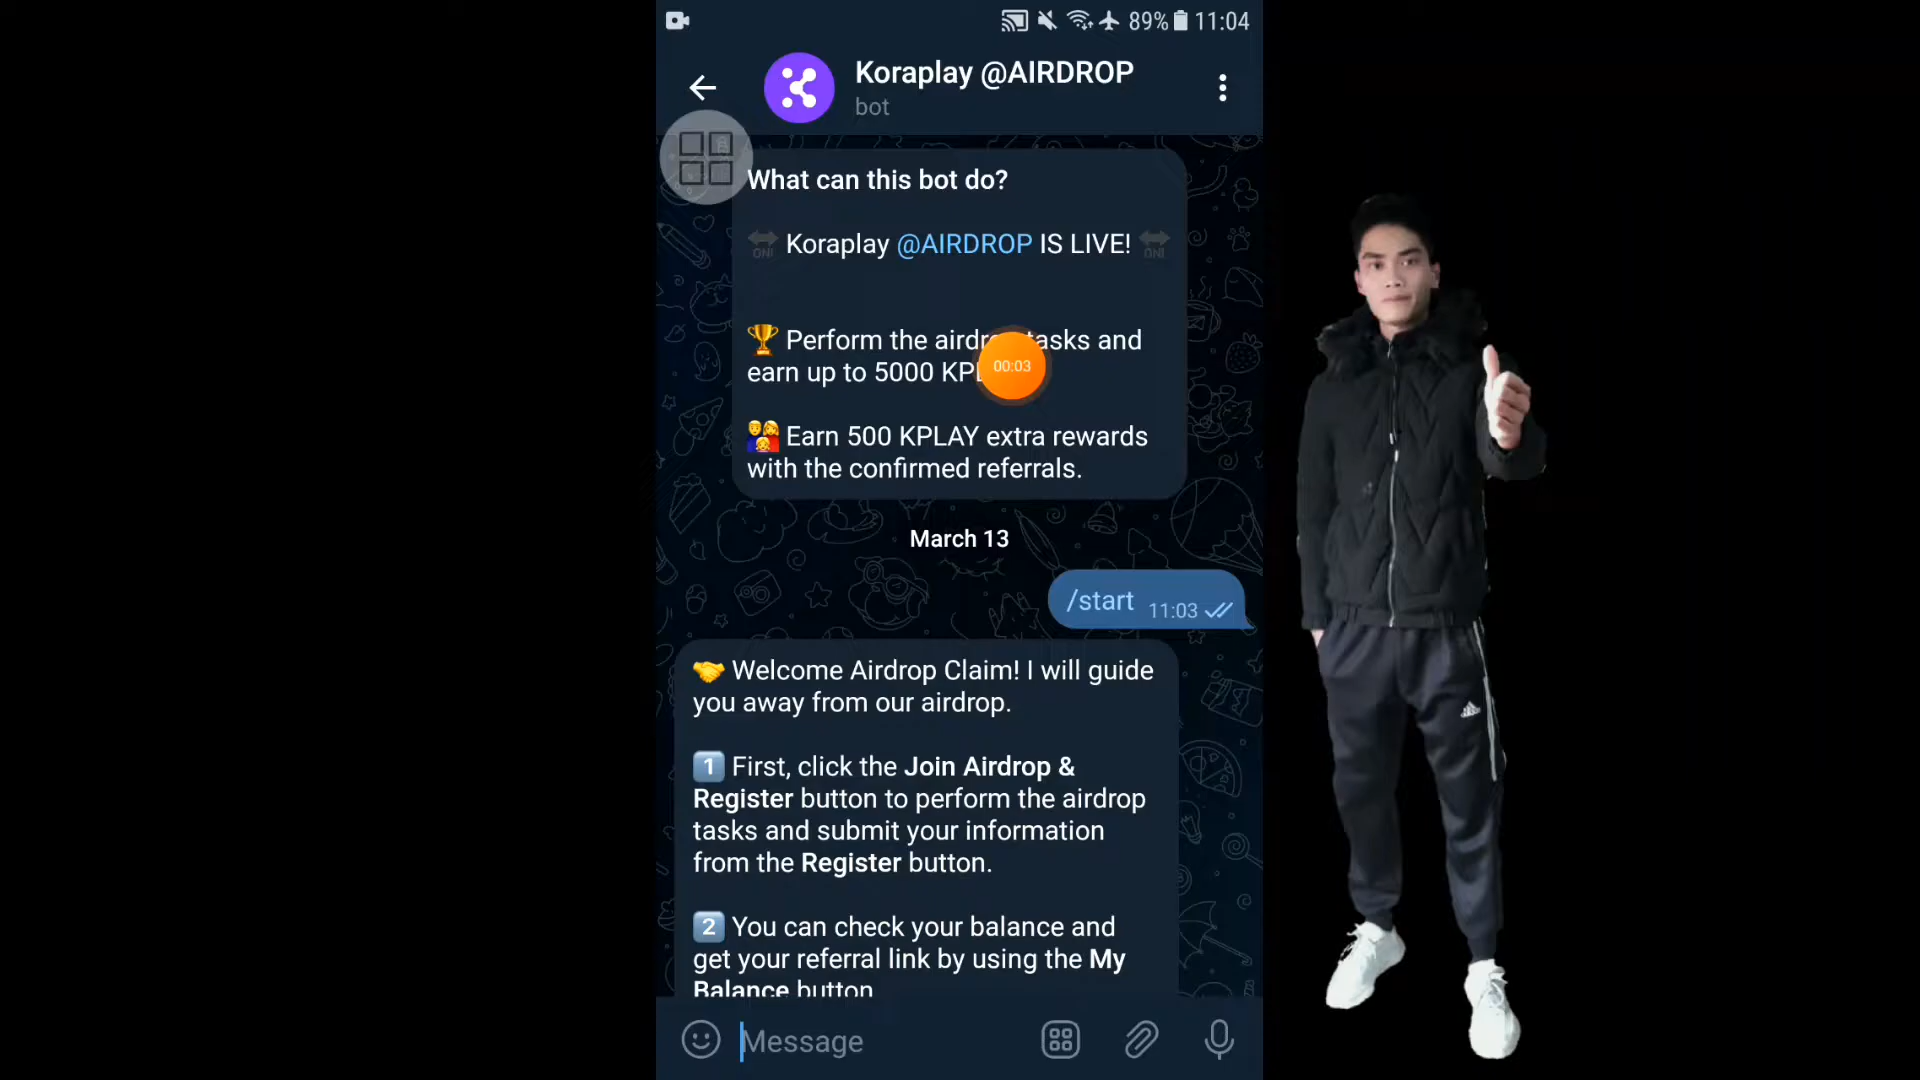 89% 11:04
Koraplay @AIRDROP
bot
What can this bot do?
Koraplay @AIRDROP IS LIVE!
ON!
ON!
🏆 Perform the airdr tasks and
earn up to 5000 KPL
00:03
👨‍👩‍👦 Earn 500 KPLAY extra rewards
with the confirmed referrals.
March 13
/start 11:03
🤝 Welcome Airdrop Claim! I will guide
you away from our airdrop.
1️⃣ First, click the Join Airdrop &
Register button to perform the airdrop
tasks and submit your information
from the Register button.
2️⃣ You can check your balance and
get your referral link by using the My
Balance button
Message